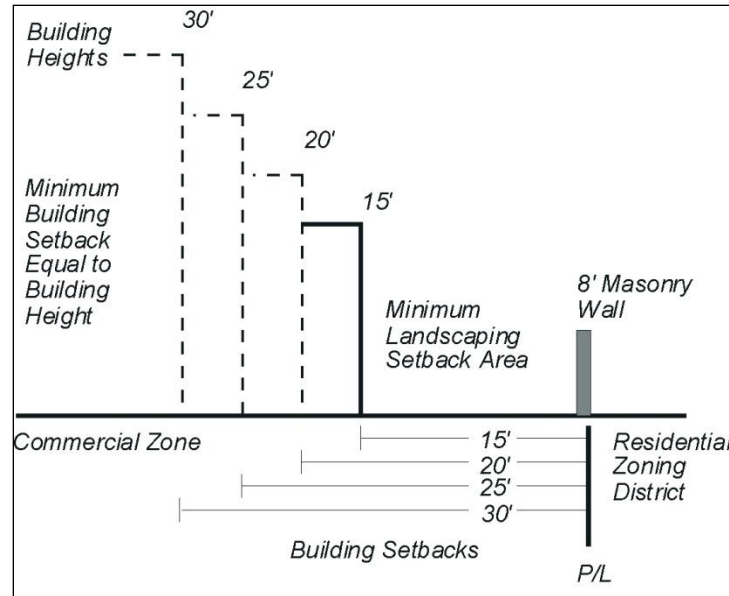 30'
Building
Heights
25'
20'
Minimum
Building
Setback
Equal to
Building
Height
15'
8' Masonry
Wall
Minimum
Landscaping
Setback Area
Commercial Zone
15'
20'
25'
30'
Residential
Zoning
District
Building Setbacks
P/L